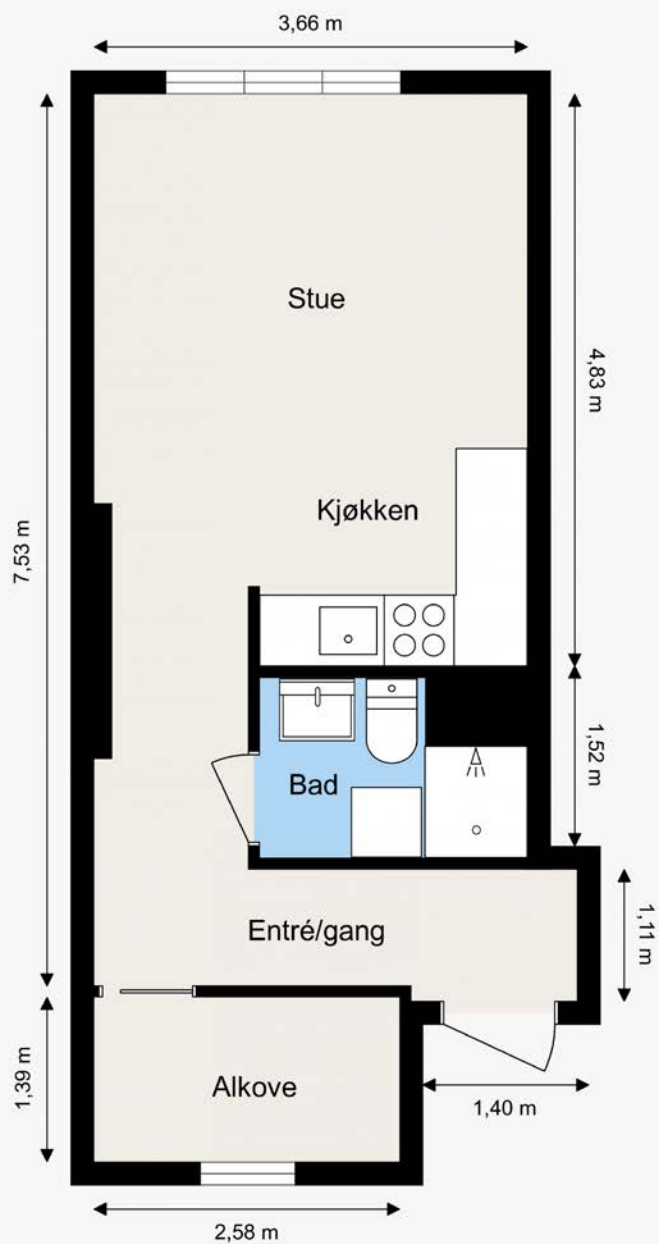 3,66 m
Stue
4,83 m
Kjøkken
7,53 m
1,52 m
Bad
Entré/gang
1,11 m
1,39 m
Alkove
1,40 m
2,58 m